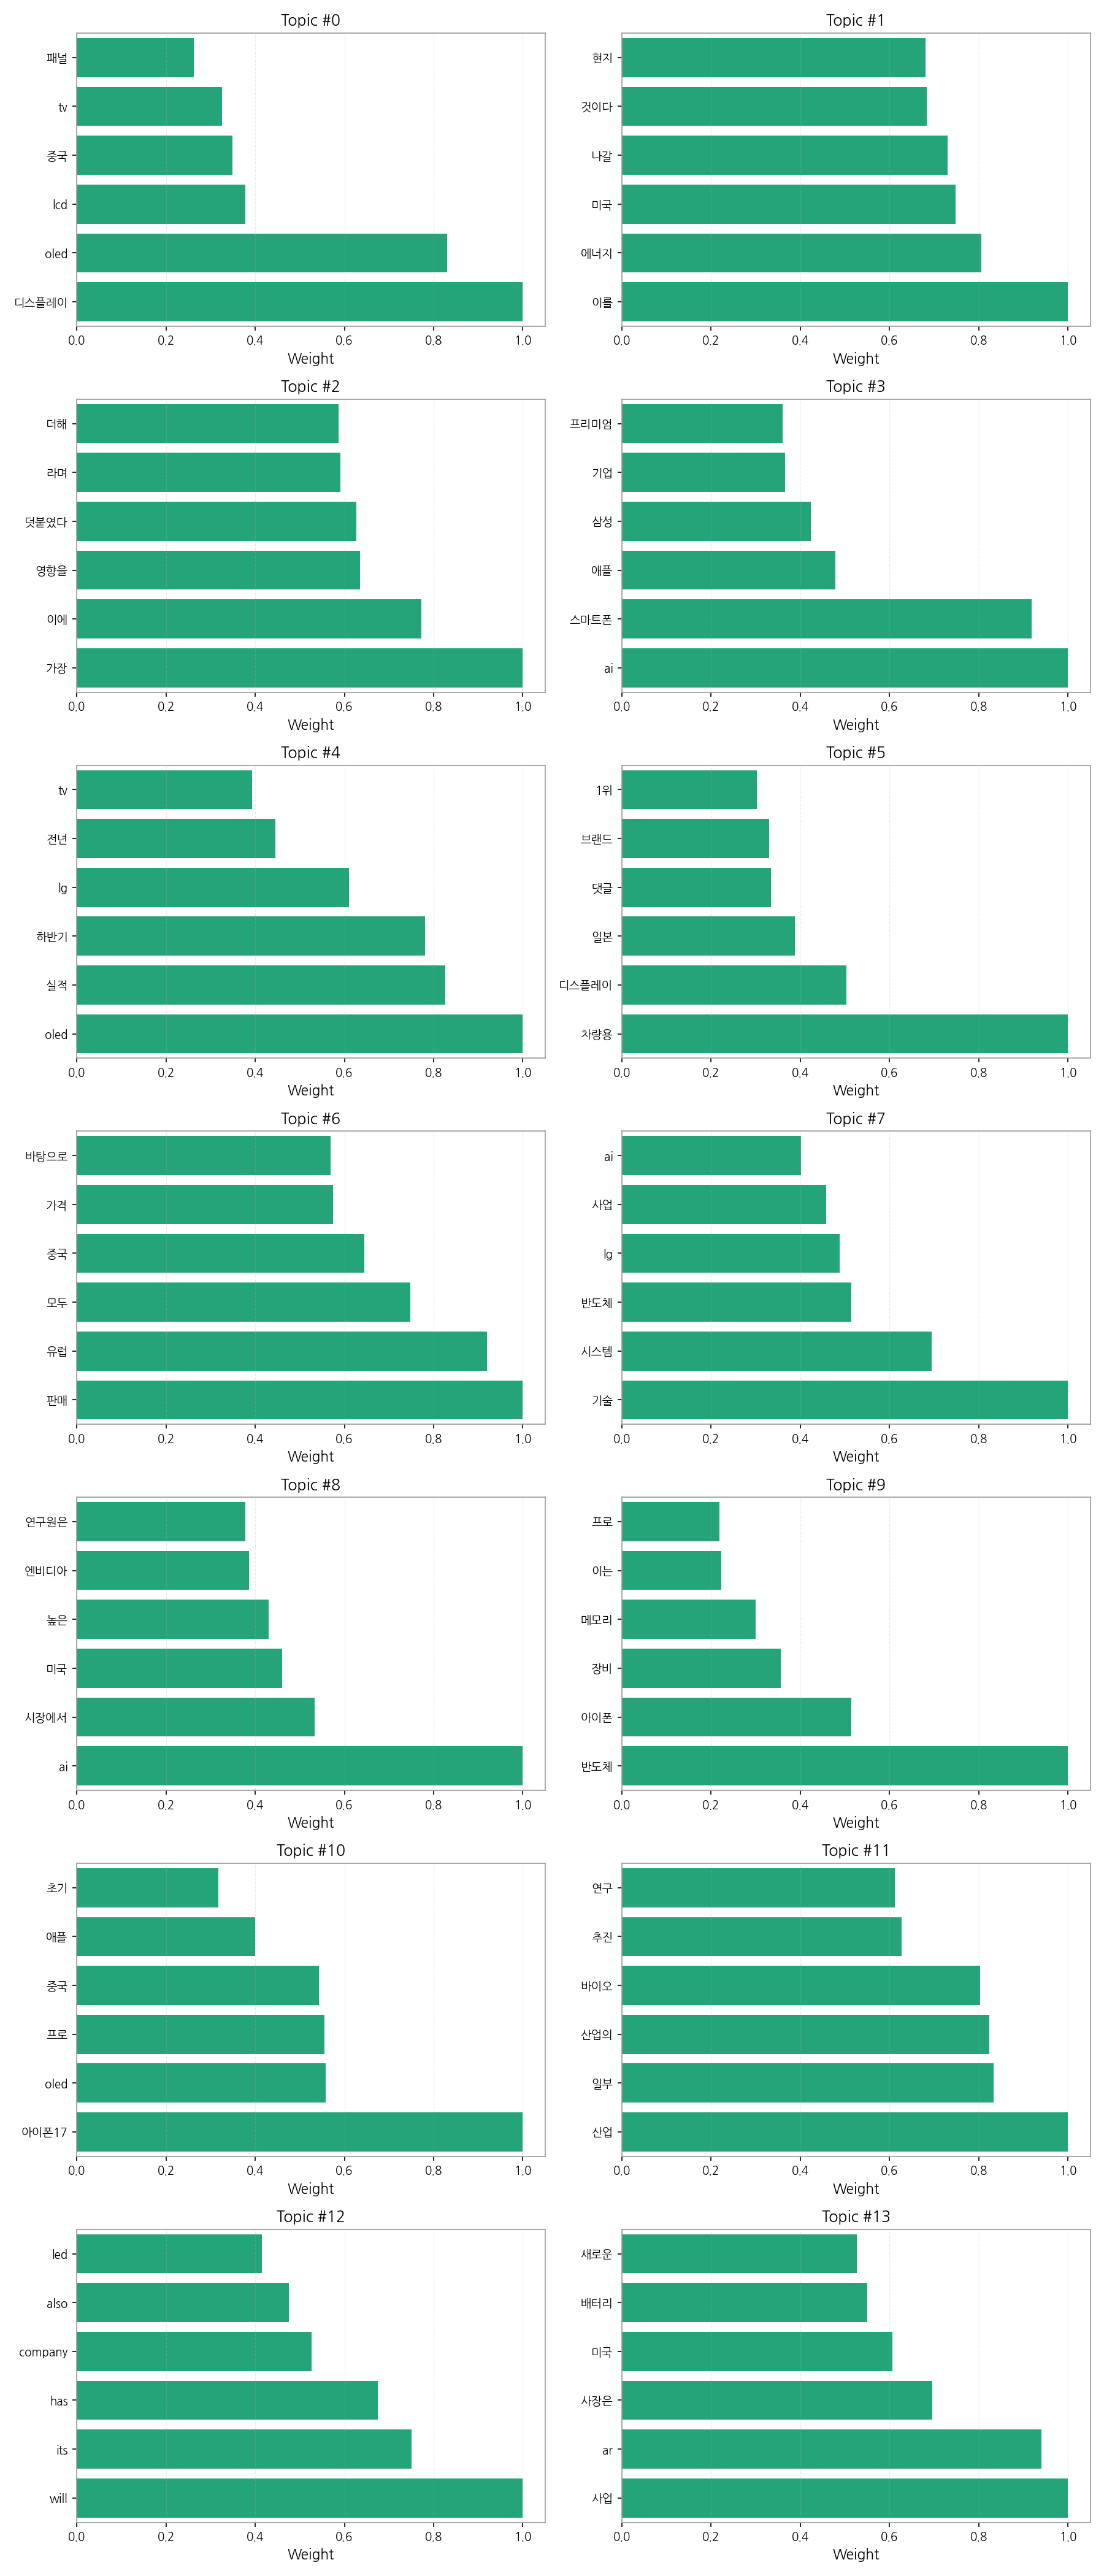 Topic #0
패널
tv
중국
lcd
oled
디스플레이
0.0 0.2 0.4 0.6 0.8 1.0
Weight
Topic #1
현지
것이다
나갈
미국
에너지
이를
0.0 0.2 0.4 0.6 0.8 1.0
Weight
Topic #2
더해
라며
덧붙였다
영향을
이에
가장
0.0 0.2 0.4 0.6 0.8 1.0
Weight
Topic #3
프리미엄
기업
삼성
애플
스마트폰
ai
0.0 0.2 0.4 0.6 0.8 1.0
Weight
Topic #4
tv
전년
lg
하반기
실적
oled
0.0 0.2 0.4 0.6 0.8 1.0
Weight
Topic #5
1위
브랜드
댓글
일본
디스플레이
차량용
0.0 0.2 0.4 0.6 0.8 1.0
Weight
Topic #6
바탕으로
가격
중국
모두
유럽
판매
0.0 0.2 0.4 0.6 0.8 1.0
Weight
Topic #7
ai
사업
lg
반도체
시스템
기술
0.0 0.2 0.4 0.6 0.8 1.0
Weight
Topic #8
연구원은
엔비디아
높은
미국
시장에서
ai
0.0 0.2 0.4 0.6 0.8 1.0
Weight
Topic #9
프로
이는
메모리
장비
아이폰
반도체
0.0 0.2 0.4 0.6 0.8 1.0
Weight
Topic #10
초기
애플
중국
프로
oled
아이폰17
0.0 0.2 0.4 0.6 0.8 1.0
Weight
Topic #11
연구
추진
바이오
산업의
일부
산업
0.0 0.2 0.4 0.6 0.8 1.0
Weight
Topic #12
led
also
company
has
its
will
0.0 0.2 0.4 0.6 0.8 1.0
Weight
Topic #13
새로운
배터리
미국
사장은
ar
사업
0.0 0.2 0.4 0.6 0.8 1.0
Weight